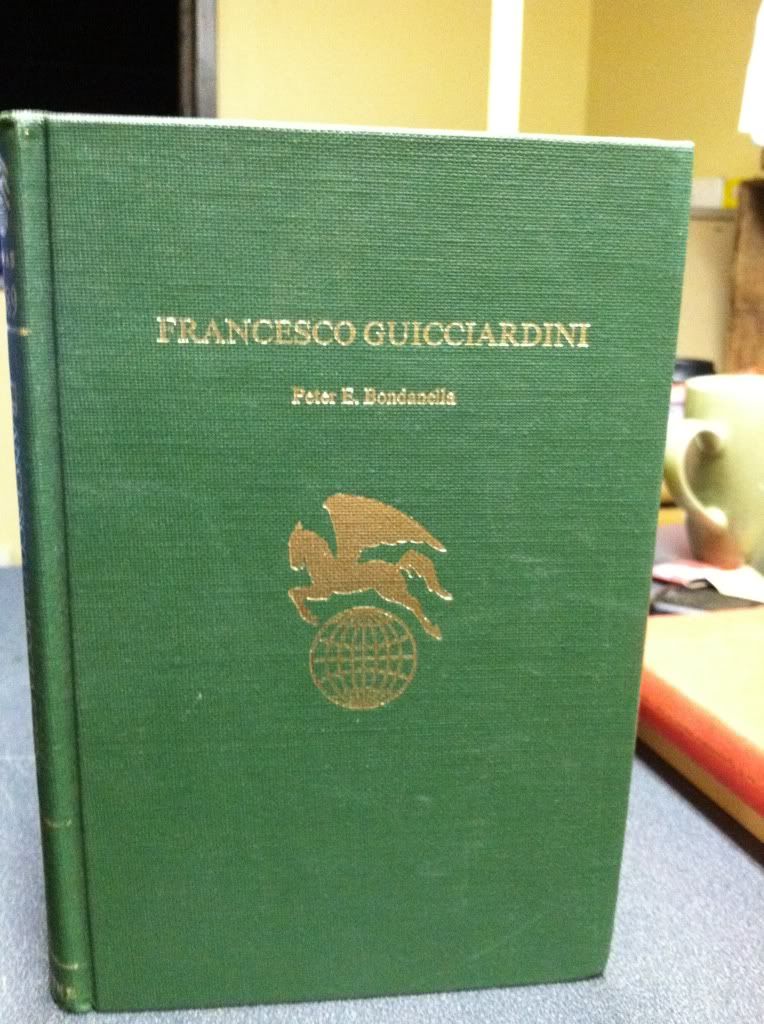 FRANCESCO GUICCIARDINI
Peter E. Bondanella